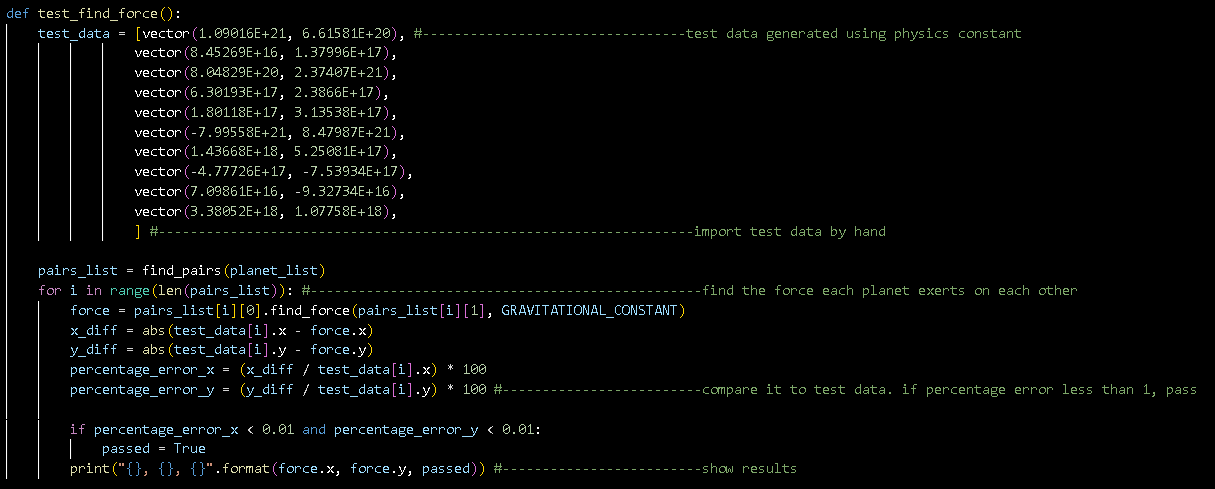 def test_find_force():
test_data = [vector(1.09016E+21, 6.61581E+20), #---------------------------------test data generated using physics constant
vector(8.45269E+16, 1.37996E+17),
vector(8.04829E+20, 2.37407E+21),
vector(6.30193E+17, 2.3866E+17),
vector(1.80118E+17, 3.13538E+17),
vector(-7.99558E+21, 8.47987E+21),
vector(1.43668E+18, 5.25081E+17),
vector(-4.77726E+17, -7.53934E+17),
vector(7.09861E+16, -9.32734E+16),
vector(3.38052E+18, 1.07758E+18),
] #-------------------------------------------------------------------import test data by hand
pairs_list = find_pairs(planet_list)
for i in range(len(pairs_list)): #-------------------------------------------------find the force each planet exerts on each other
force = pairs_list[i][0].find_force(pairs_list[i][1], GRAVITATIONAL_CONSTANT)
x_diff = abs(test_data[i].x - force.x)
y_diff = abs(test_data[i].y - force.y)
percentage_error_x = (x_diff / test_data[i].x) * 100
percentage_error_y = (y_diff / test_data[i].y) * 100 #-------------------------compare it to test data. if percentage error less than 1, pass
if percentage_error_x < 0.01 and percentage_error_y < 0.01:
passed = True
print("{}, {}, {}".format(force.x, force.y, passed)) #-------------------------show results